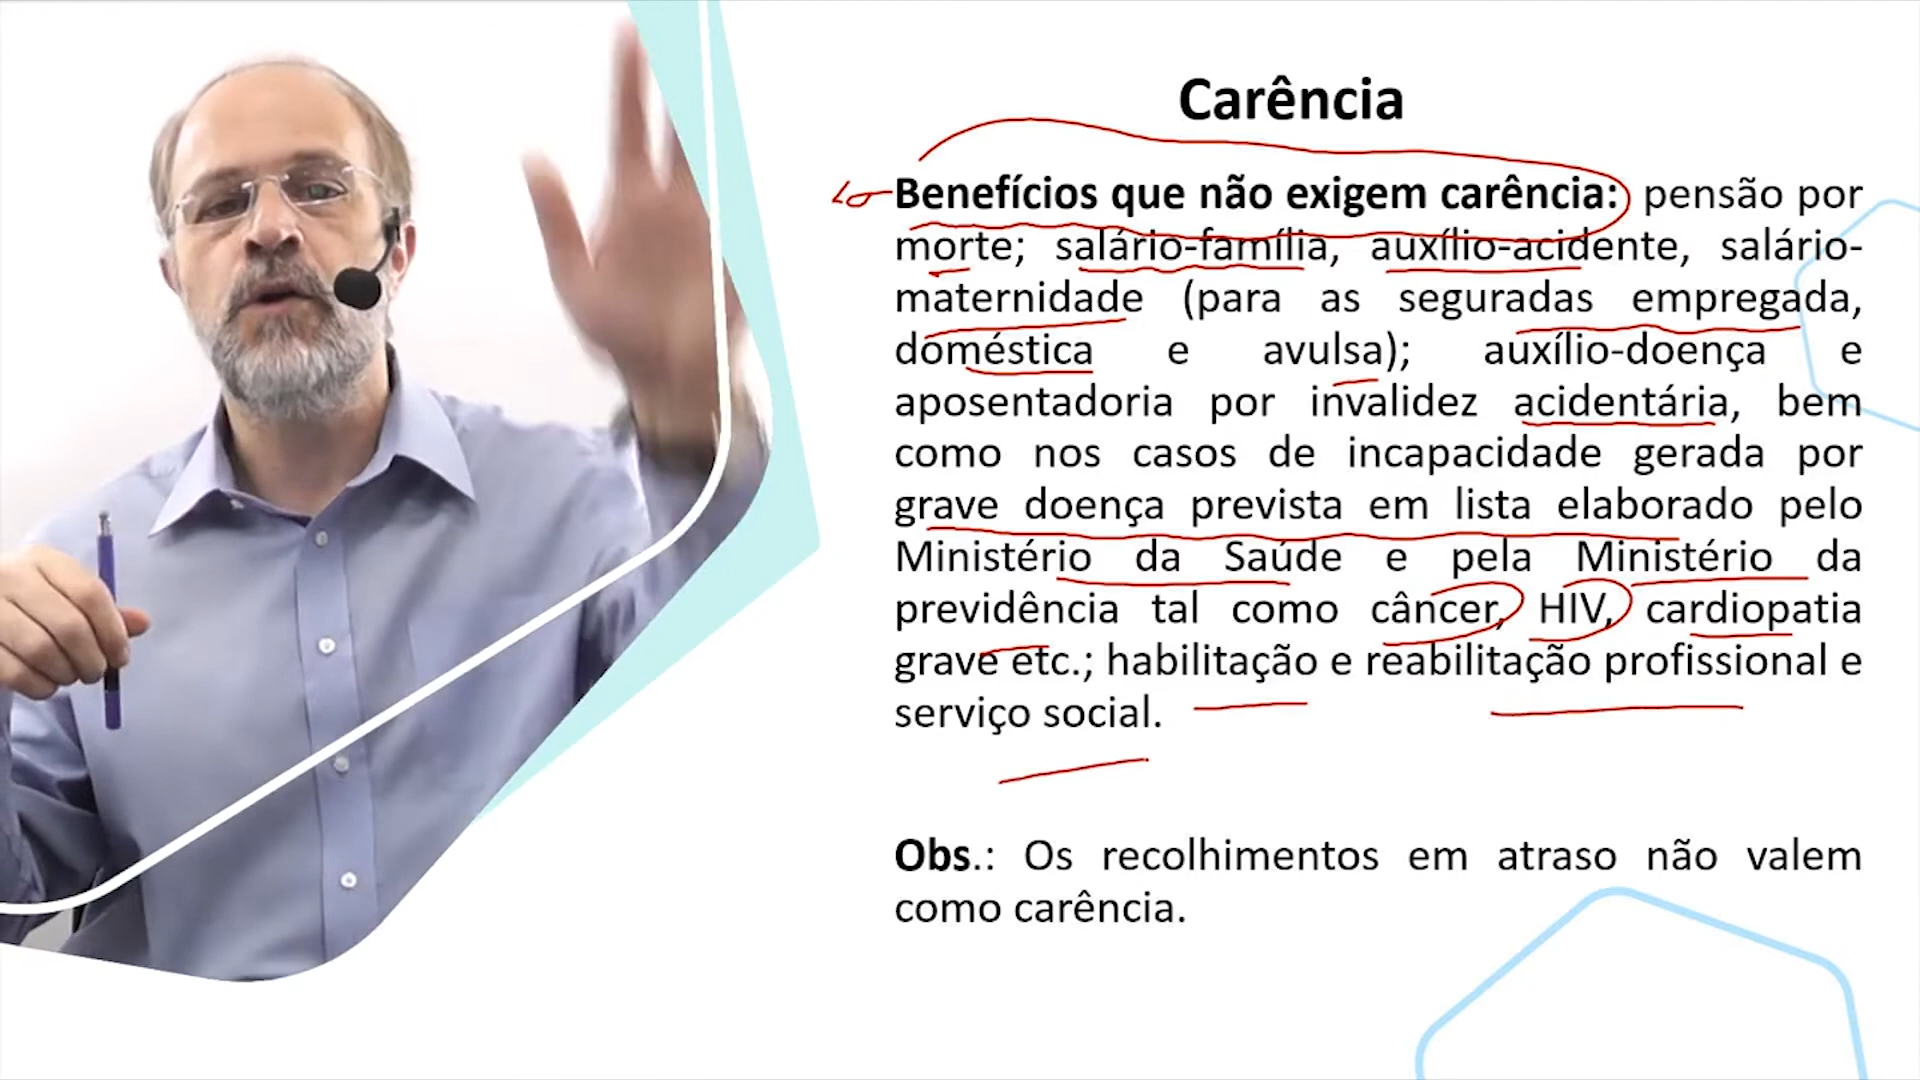 Carência
Benefícios que não exigem carência: pensão por
morte; salário-família, auxílio-acidente, salário-
maternidade (para as seguradas empregada,
doméstica e avulsa); auxílio-doença e
aposentadoria por invalidez acidentária, bem
como nos casos de incapacidade gerada por
grave doença prevista em lista elaborado pelo
Ministério da Saúde e pela Ministério da
previdência tal como câncer, HIV, cardiopatia
grave etc.; habilitação e reabilitação profissional e
serviço social.
Obs.: Os recolhimentos em atraso não valem
como carência.